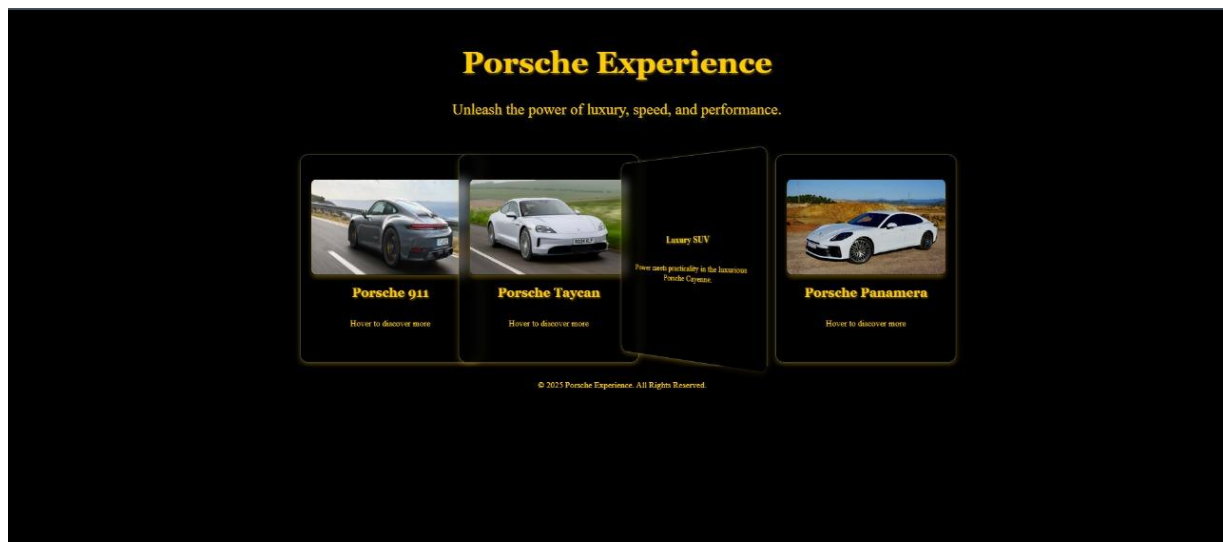 Porsche Experience
Unleash the power of luxury, speed, and performance.
Porsche 911
Hover to discover more
Porsche Taycan
Hover to discover more
Luxury SUV
Power meets practicality in the luxurious
Porsche Cayenne.
Porsche Panamera
Hover to discover more
© 2025 Porsche Experience. All Rights Reserved.